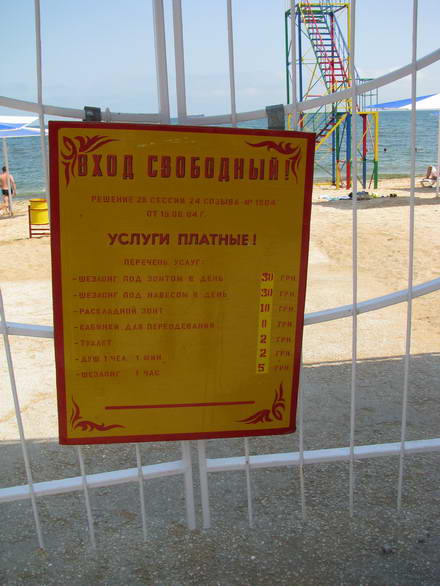 ВХОД СВОБОДНЫЙ!
РЕШЕНИЕ 26 СЕССИИ 24 СОЗЫВА - № 1804
ОТ 15.06.04 Г.
УСЛУГИ ПЛАТНЫЕ!
ПЕРЕЧЕНЬ УСЛУГ:
- ШЕЗЛОНГ ПОД ЗОНТОМ В ДЕНЬ 30 ГРН.
- ШЕЗЛОНГ ПОД НАВЕСОМ В ДЕНЬ 30 ГРН.
- РАСКЛАДНОЙ ЗОНТ 10 ГРН.
- КАБИНКИ ДЛЯ ПЕРЕОДЕВАНИЯ 0 ГРН.
- ТУАЛЕТ 2 ГРН.
- ДУШ 1 ЧЕЛ. 1 МИН. 2 ГРН.
- ШЕЗЛОНГ 1 ЧАС 5 ГРН.